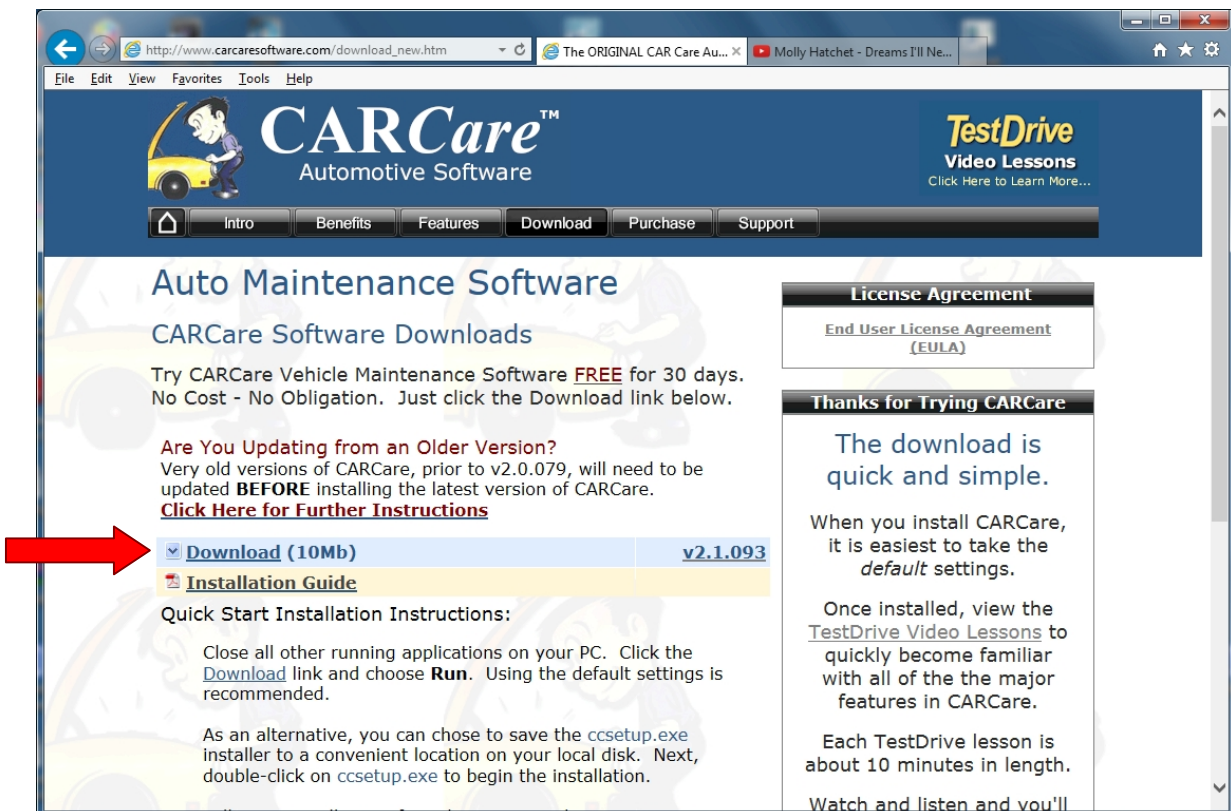 http://www.carcaresoftware.com/download_new.htm
The ORIGINAL CAR Care Au...
Molly Hatchet - Dreams I'll Ne...
File Edit View Favorites Tools Help
CARCare™
Automotive Software
TestDrive
Video Lessons
Click Here to Learn More...
Intro Benefits Features Download Purchase Support
Auto Maintenance Software
CARCare Software Downloads
Try CARCare Vehicle Maintenance Software FREE for 30 days.
No Cost - No Obligation. Just click the Download link below.
Are You Updating from an Older Version?
Very old versions of CARCare, prior to v2.0.079, will need to be
updated BEFORE installing the latest version of CARCare.
Click Here for Further Instructions
Download (10Mb) v2.1.093
Installation Guide
Quick Start Installation Instructions:
Close all other running applications on your PC. Click the
Download link and choose Run. Using the default settings is
recommended.
As an alternative, you can chose to save the ccsetup.exe
installer to a convenient location on your local disk. Next,
double-click on ccsetup.exe to begin the installation.
License Agreement
End User License Agreement
(EULA)
Thanks for Trying CARCare
The download is
quick and simple.
When you install CARCare,
it is easiest to take the
default settings.
Once installed, view the
TestDrive Video Lessons to
quickly become familiar
with all of the the major
features in CARCare.
Each TestDrive lesson is
about 10 minutes in length.
Watch and listen and you'll